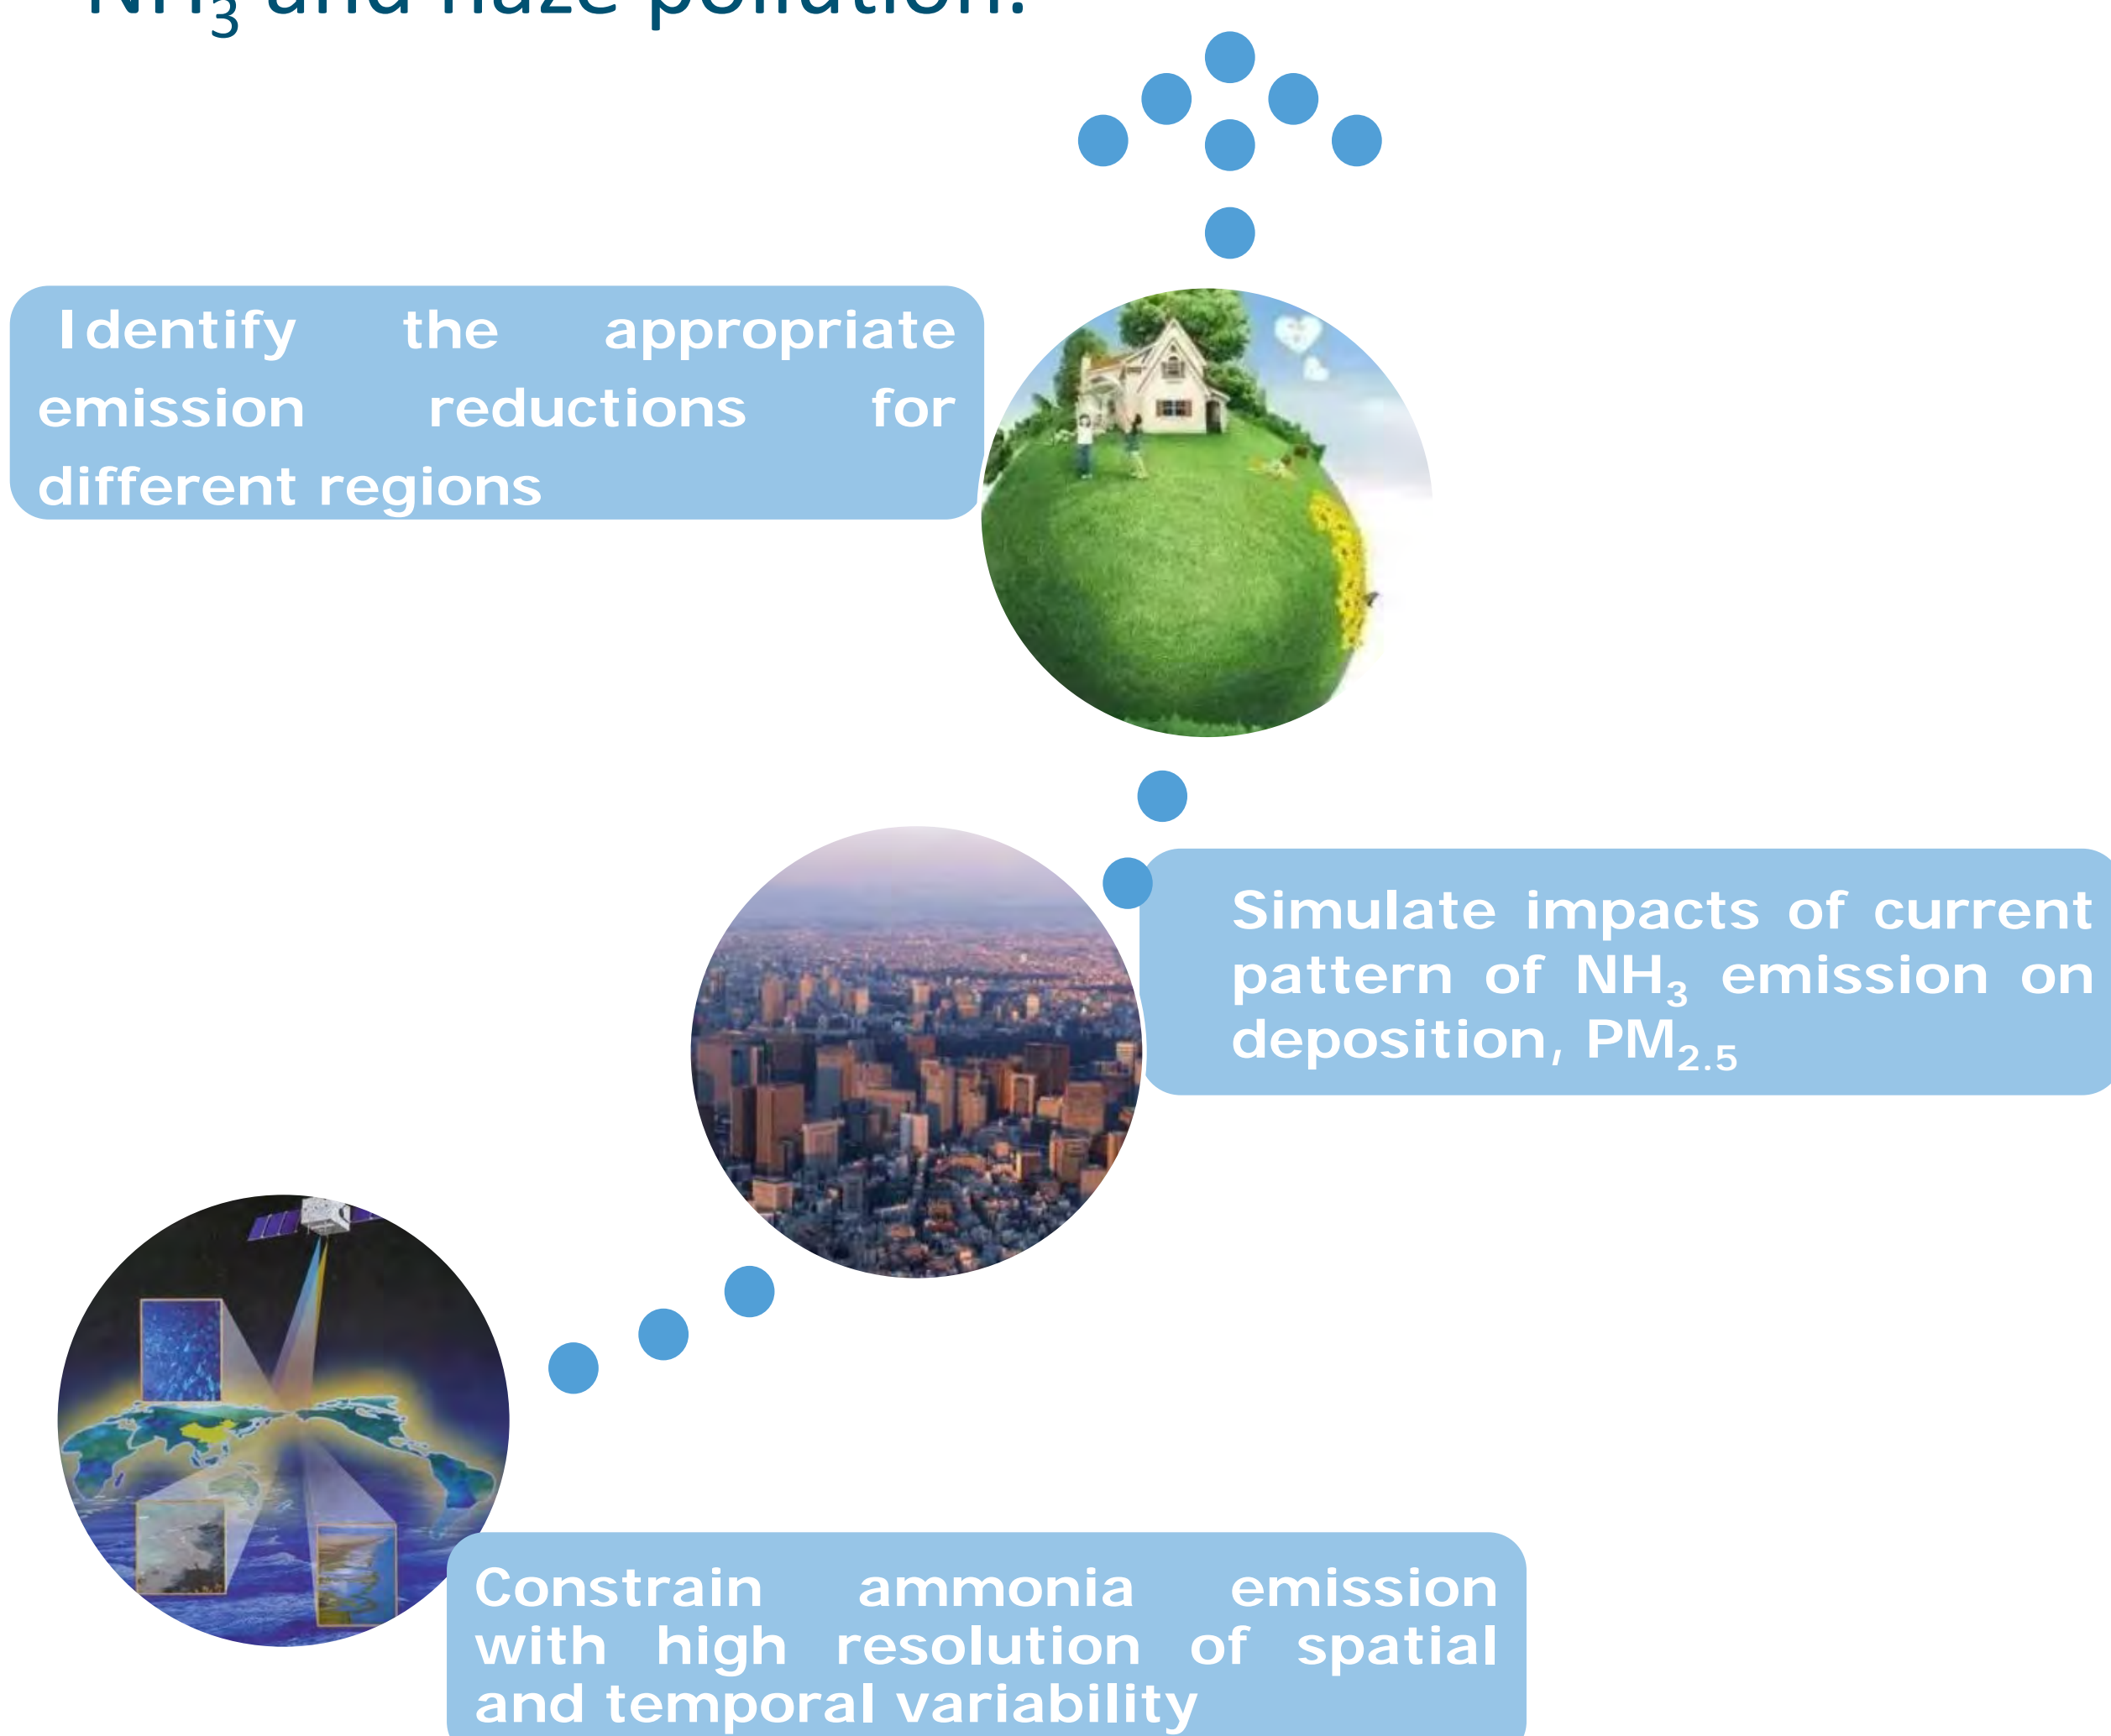 NH₃ and haze pollution.
Identify the appropriate
emission reductions for
different regions
Simulate impacts of current
pattern of NH₃ emission on
deposition, PM₂.₅
Constrain ammonia emission
with high resolution of spatial
and temporal variability